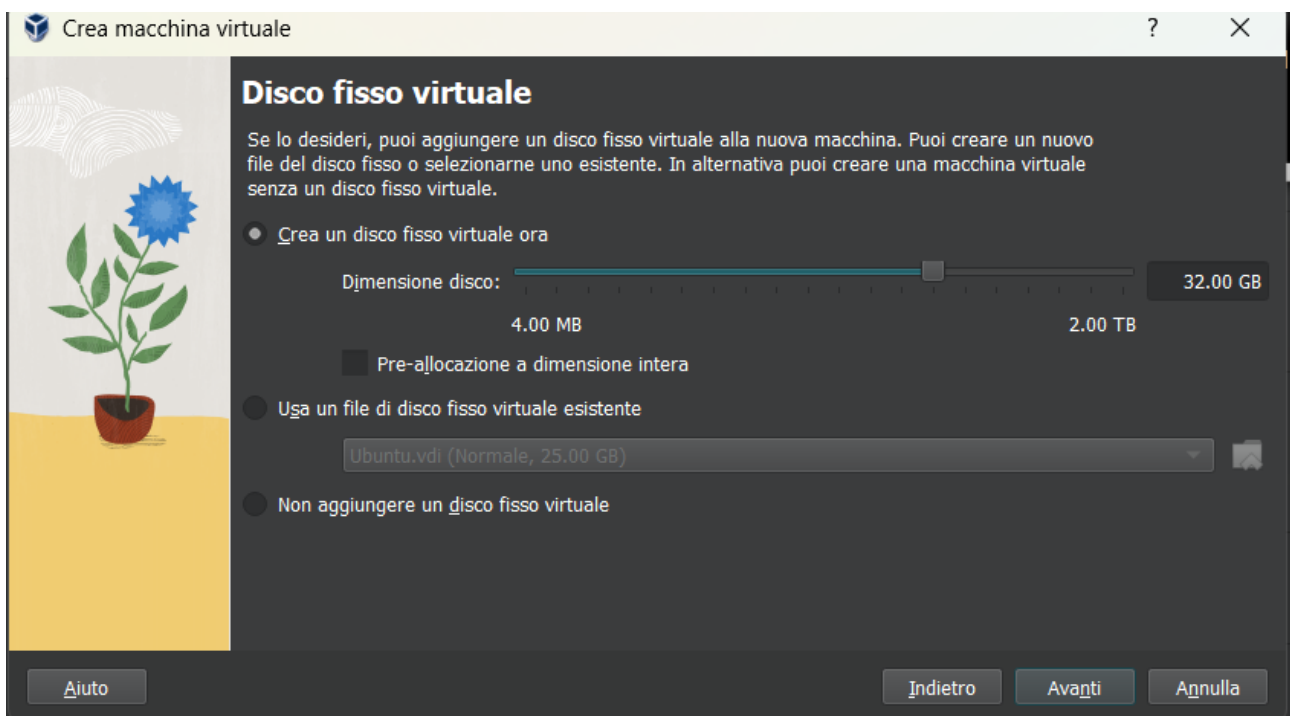 Crea macchina virtuale
?
Disco fisso virtuale
Se lo desideri, puoi aggiungere un disco fisso virtuale alla nuova macchina. Puoi creare un nuovo
file del disco fisso o selezionarne uno esistente. In alternativa puoi creare una macchina virtuale
senza un disco fisso virtuale.
Crea un disco fisso virtuale ora
Dimensione disco:
32.00 GB
4.00 MB
2.00 TB
Pre-allocazione a dimensione intera
Usa un file di disco fisso virtuale esistente
Ubuntu.vdi (Normale, 25.00 GB)
Non aggiungere un disco fisso virtuale
Aiuto
Indietro
Avanti
Annulla